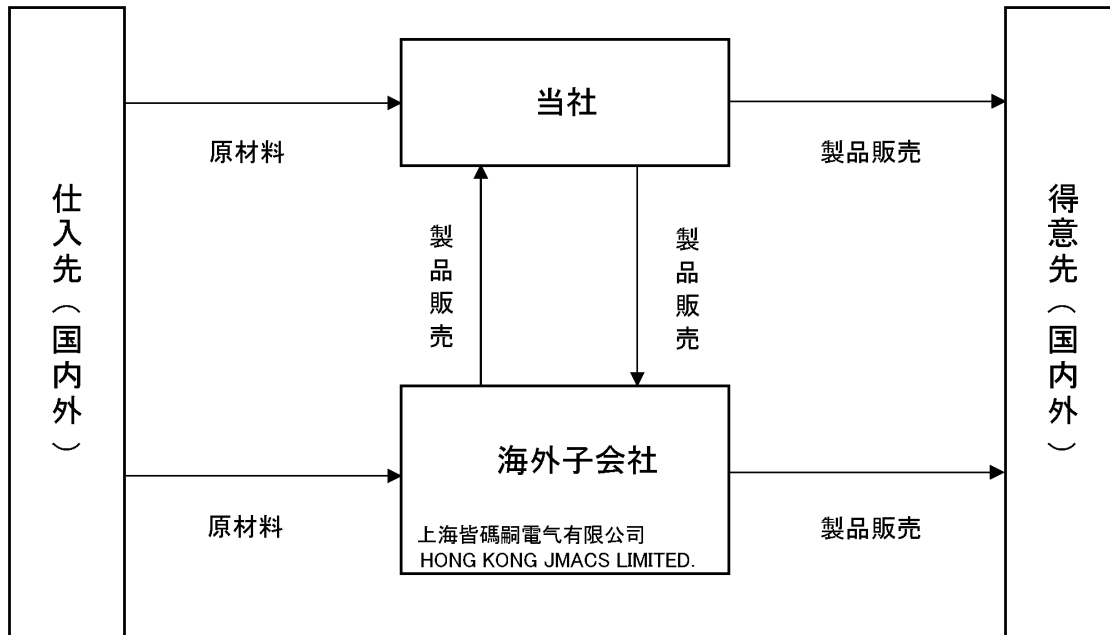 仕入先（国内外）
原材料
当社
製品販売
製品販売
製品販売
原材料
海外子会社
上海皆碼嗣電气有限公司
HONG KONG JMACS LIMITED.
製品販売
得意先（国内外）